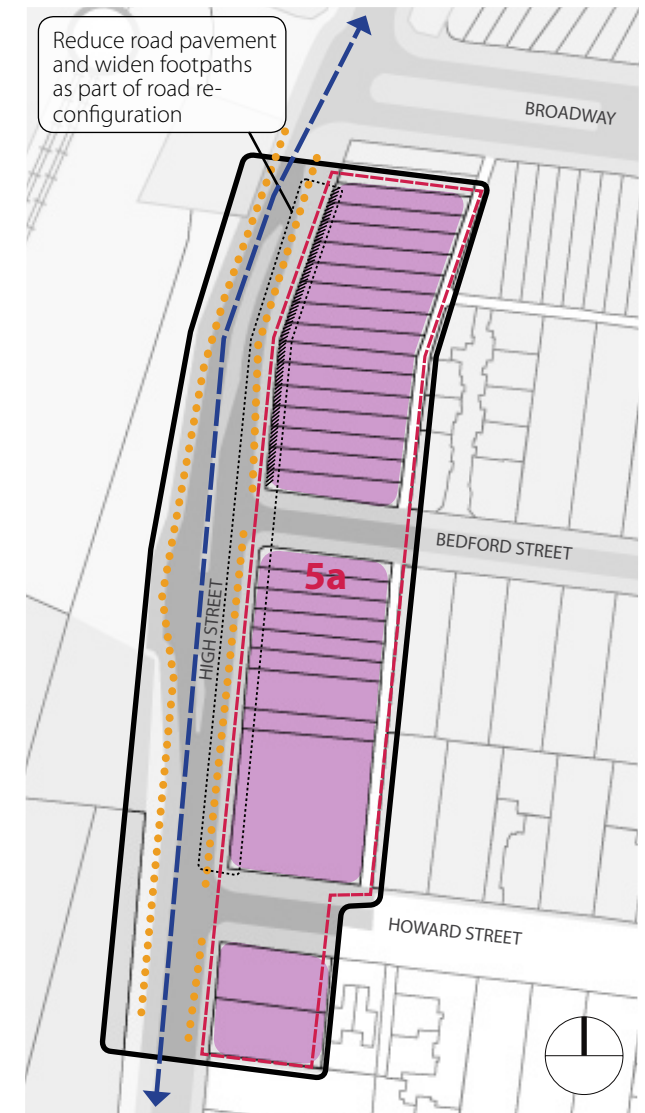 Reduce road pavement
and widen footpaths
as part of road re-
configuration
BROADWAY
BEDFORD STREET
5a
HIGH STREET
HOWARD STREET